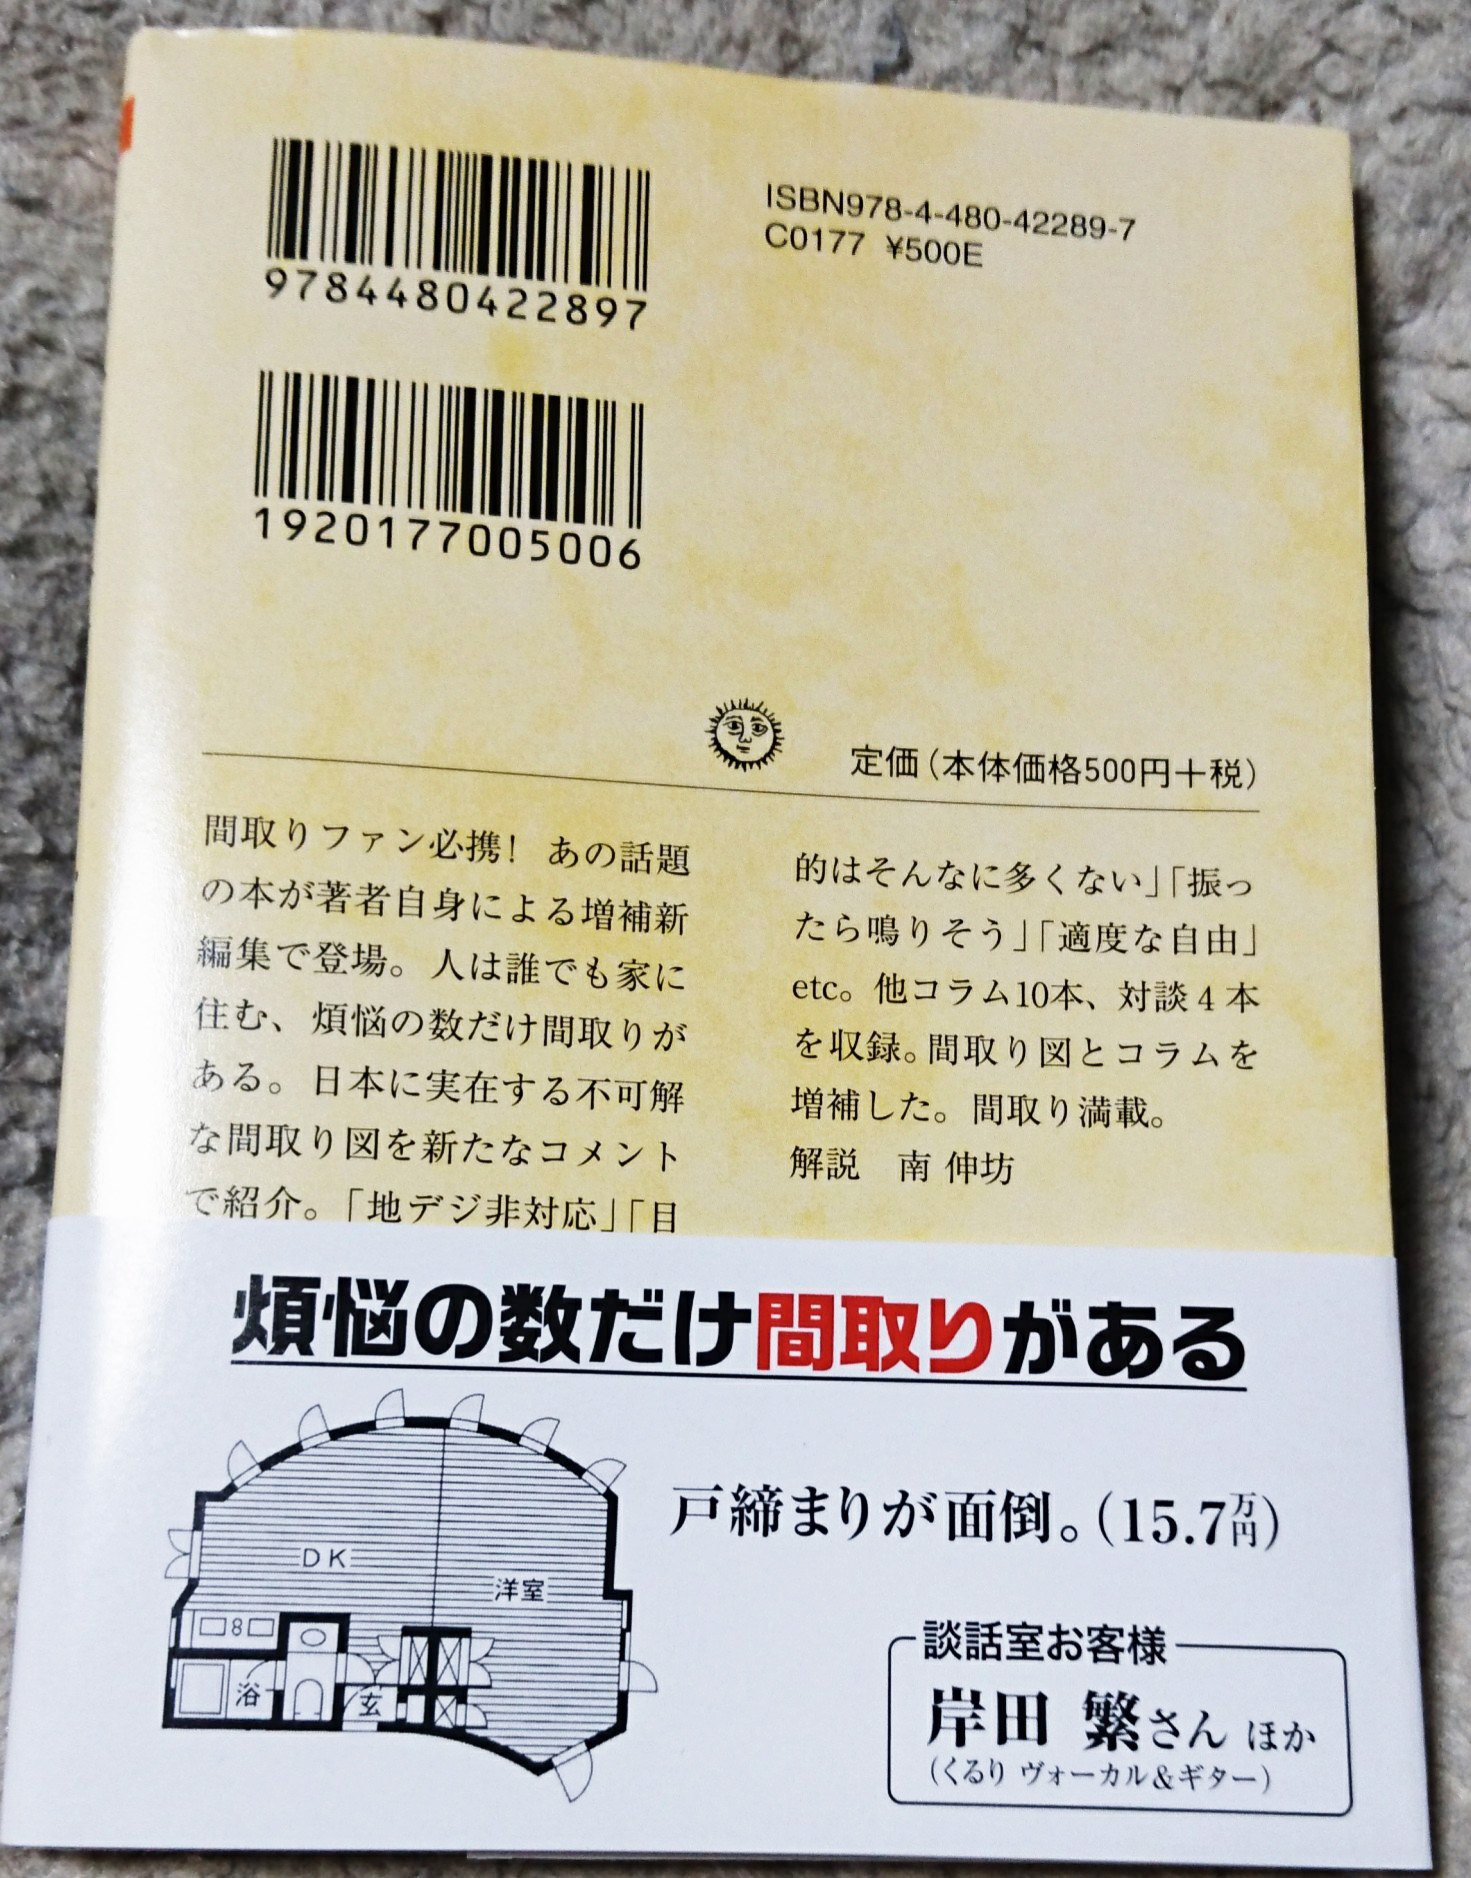 9784480422897
ISBN978-4-480-42289-7
C0177 ¥500E
1920177005006
定価(本体価格500円+税)
間取りファン必携! あの話題
の本が著者自身による増補新
編集で登場。人は誰でも家に
住む、煩悩の数だけ間取りが
ある。日本に実在する不可解
な間取り図を新たなコメント
で紹介。「地デジ非対応」「目
的はそんなに多くない」「振っ
たら鳴りそう」「適度な自由」
etc。他コラム10本、対談4本
を収録。間取り図とコラムを
増補した。間取り満載。
解説 南 伸坊
煩悩の数だけ間取りがある
戸締まりが面倒。(15.7万円)
DK
洋室
浴
玄
談話室お客様
岸田 繁さん ほか
(くるり ヴォーカル&ギター)